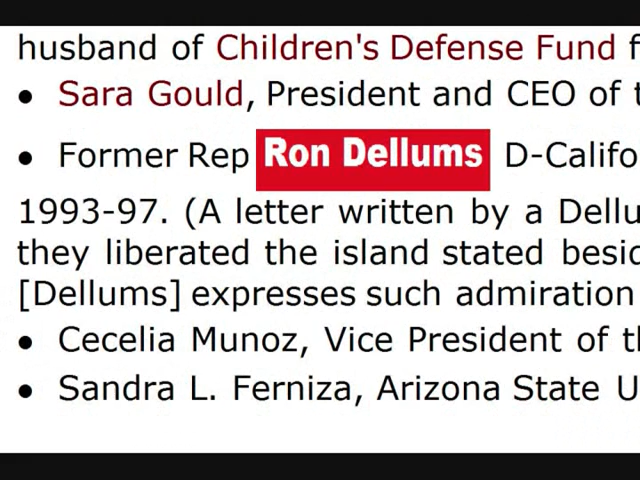 husband of Children's Defense Fund f
• Sara Gould, President and CEO of t
• Former Rep Ron Dellums D-Califo
1993-97. (A letter written by a Dellu
they liberated the island stated besid
[Dellums] expresses such admiration
• Cecelia Munoz, Vice President of th
• Sandra L. Ferniza, Arizona State U